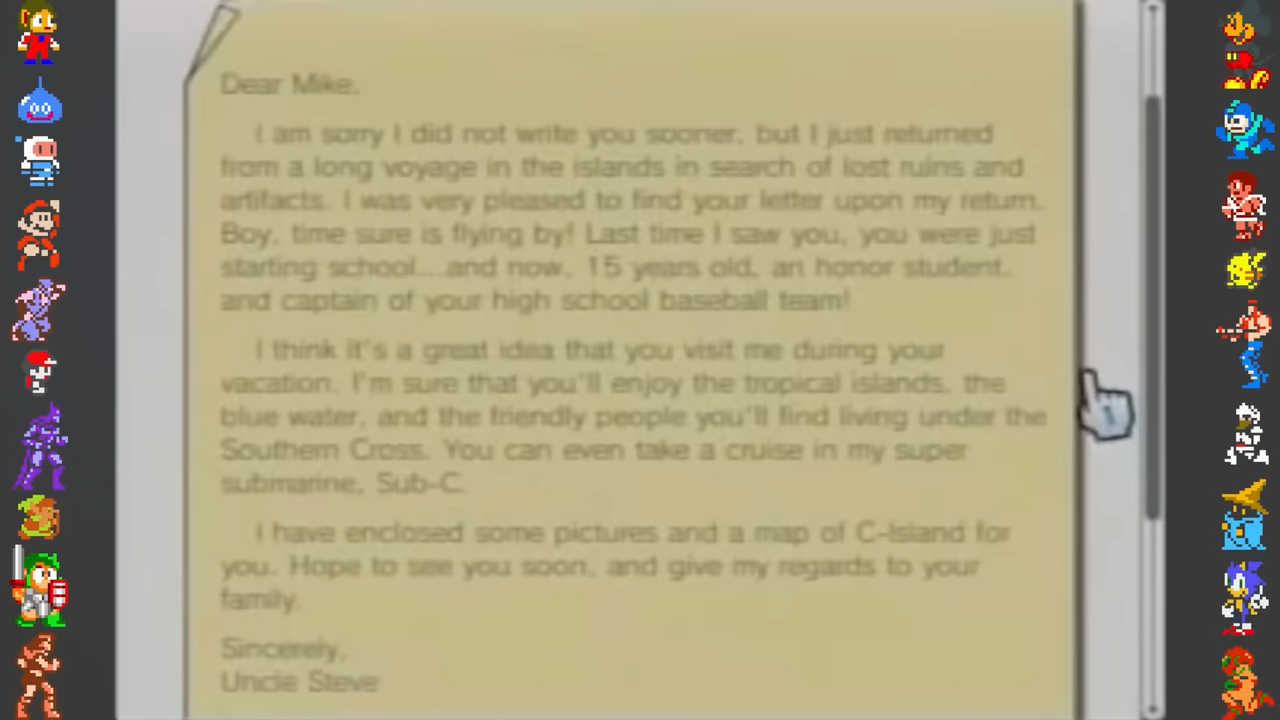 Dear Mike,
I am sorry I did not write you sooner, but I just returned
from a long voyage in the islands in search of lost ruins and
artifacts. I was very pleased to find your letter upon my return.
Boy, time sure is flying by! Last time I saw you, you were just
starting school...and now, 15 years old, an honor student,
and captain of your high school baseball team!
I think it's a great idea that you visit me during your
vacation. I'm sure that you'll enjoy the tropical islands, the
blue water, and the friendly people you'll find living under the
Southern Cross. You can even take a cruise in my super
submarine, Sub-C.
I have enclosed some pictures and a map of C-Island for
you. Hope to see you soon, and give my regards to your
family.
Sincerely,
Uncle Steve